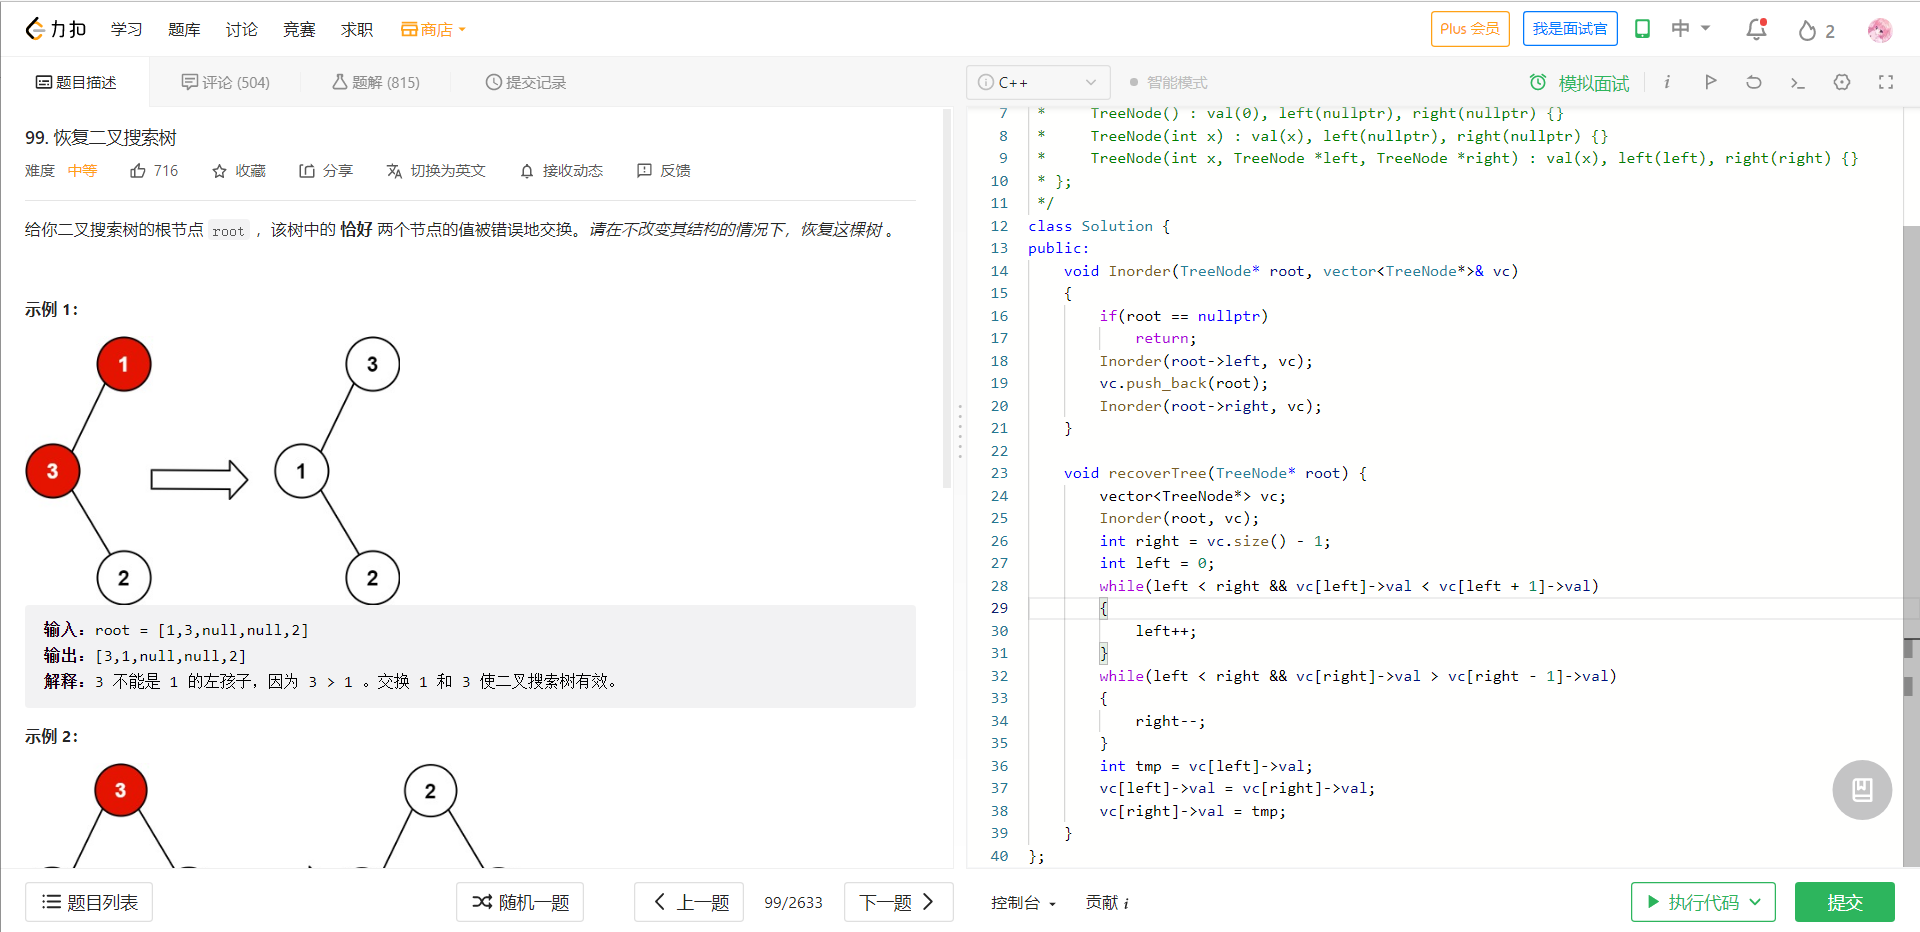 力扣 学习 题库 讨论 竞赛 求职 商店 Plus 会员 我是面试官 中 2
题目描述 评论 (504) 题解 (815) 提交记录
C++ 智能模式 模拟面试 i
99. 恢复二叉搜索树
难度 中等 716 收藏 分享 切换为英文 接收动态 反馈
给你二叉搜索树的根节点 root ，该树中的 恰好 两个节点的值被错误地交换。请在不改变其结构的情况下，恢复这棵树 。
示例 1：
1 3
3 1
2 2
输入：root = [1,3,null,null,2]
输出：[3,1,null,null,2]
解释：3 不能是 1 的左孩子，因为 3 > 1 。交换 1 和 3 使二叉搜索树有效。
示例 2：
3 2
7 *     TreeNode() : val(0), left(nullptr), right(nullptr) {}
8 *     TreeNode(int x) : val(x), left(nullptr), right(nullptr) {}
9 *     TreeNode(int x, TreeNode *left, TreeNode *right) : val(x), left(left), right(right) {}
10 * };
11 */
12 class Solution {
13 public:
14     void Inorder(TreeNode* root, vector<TreeNode*>& vc)
15     {
16         if(root == nullptr)
17             return;
18         Inorder(root->left, vc);
19         vc.push_back(root);
20         Inorder(root->right, vc);
21     }
22
23     void recoverTree(TreeNode* root) {
24         vector<TreeNode*> vc;
25         Inorder(root, vc);
26         int right = vc.size() - 1;
27         int left = 0;
28         while(left < right && vc[left]->val < vc[left + 1]->val)
29         {
30             left++;
31         }
32         while(left < right && vc[right]->val > vc[right - 1]->val)
33         {
34             right--;
35         }
36         int tmp = vc[left]->val;
37         vc[left]->val = vc[right]->val;
38         vc[right]->val = tmp;
39     }
40 };
题目列表 随机一题 上一题 99/2633 下一题 控制台 贡献 i 执行代码 提交